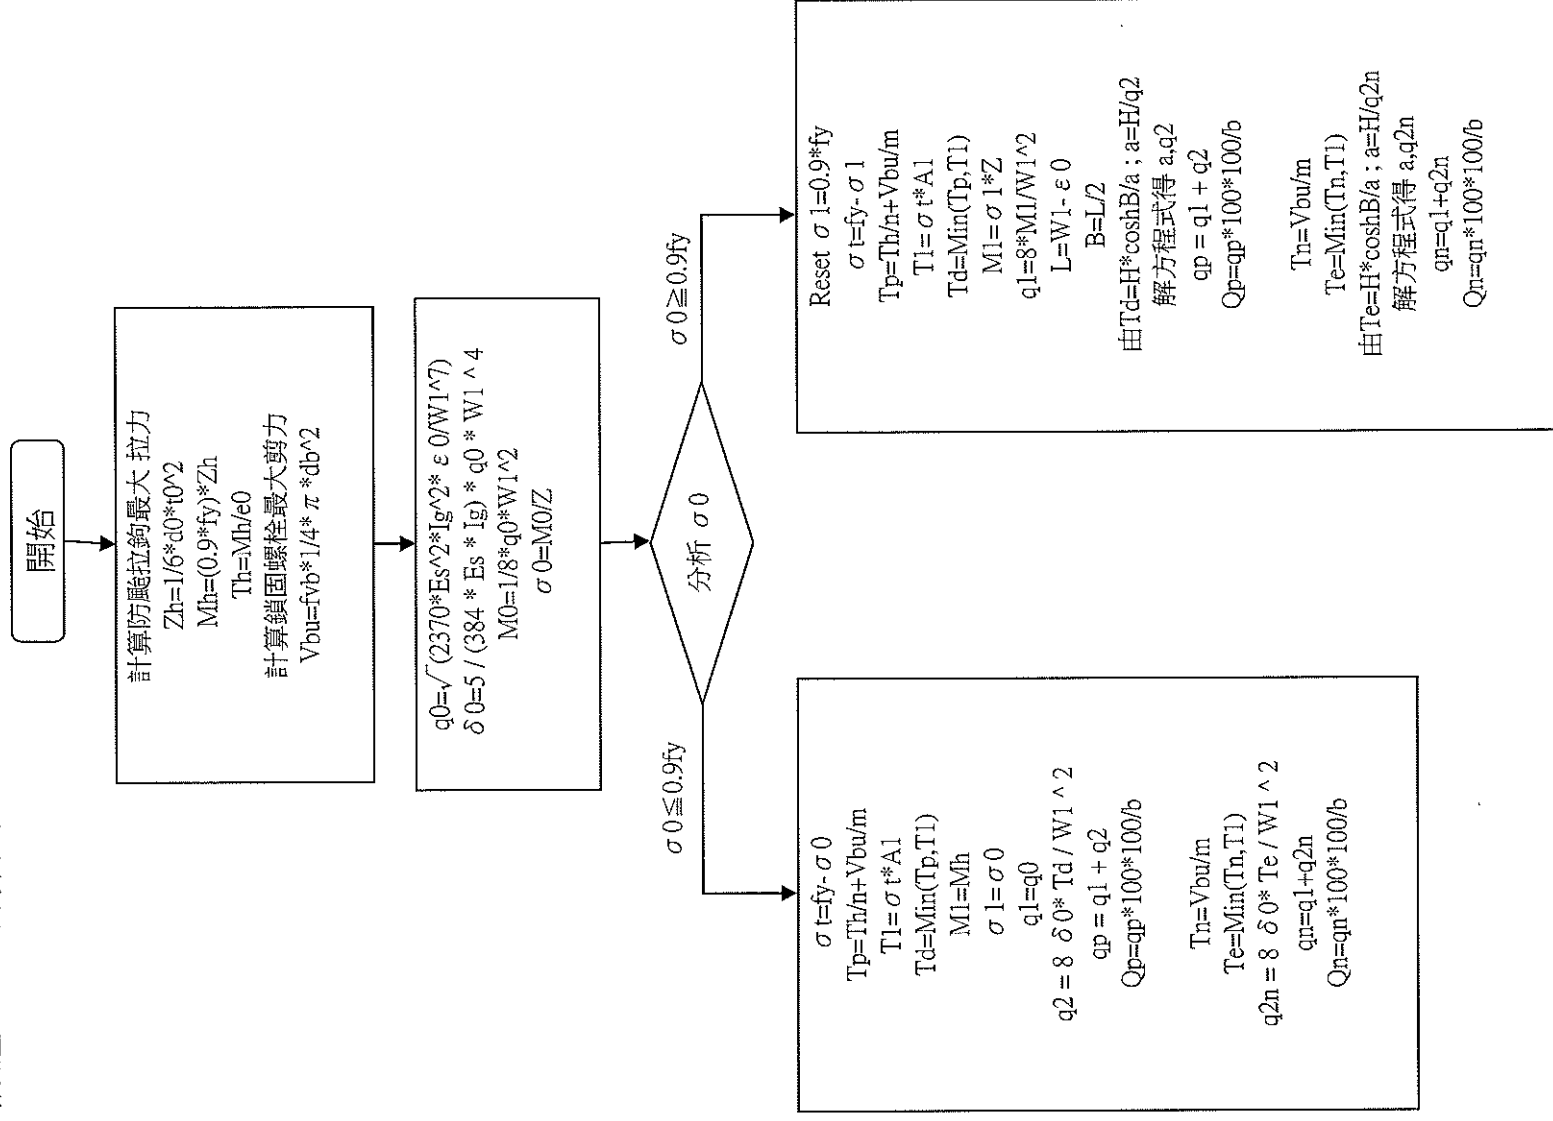 開始
計算防颱拉鉤最大 拉力
Zh=1/6*d0*t0^2
Mh=(0.9*fy)*Zh
Th=Mh/e0
計算鎖固螺栓最大剪力
Vbu=fvb*1/4*π*db^2
q0=√(2370*Es^2*Ig^2*ε0/W1^7)
δ0=5/(384*Es*Ig)*q0*W1^4
M0=1/8*q0*W1^2
σ0=M0/Z
分析 σ0
σ0≦0.9fy
σt=fy-σ0
Tp=Th/n+Vbu/m
T1=σt*A1
Td=Min(Tp,T1)
M1=Mh
σ1=σ0
q1=q0
q2=8 δ0*Td/W1^2
qp=q1+q2
Qp=qp*100*100/b
Tn=Vbu/m
Te=Min(Tn,T1)
q2n=8 δ0*Te/W1^2
qn=q1+q2n
Qn=qn*100*100/b
σ0≧0.9fy
Reset σ1=0.9*fy
σt=fy-σ1
Tp=Th/n+Vbu/m
T1=σt*A1
Td=Min(Tp,T1)
M1=σ1*Z
q1=8*M1/W1^2
L=W1-ε0
B=L/2
由Td=H*coshB/a ; a=H/q2
解方程式得 a,q2
qp=q1+q2
Qp=qp*100*100/b
Tn=Vbu/m
Te=Min(Tn,T1)
由Te=H*coshB/a ; a=H/q2n
解方程式得 a,q2n
qn=q1+q2n
Qn=qn*100*100/b